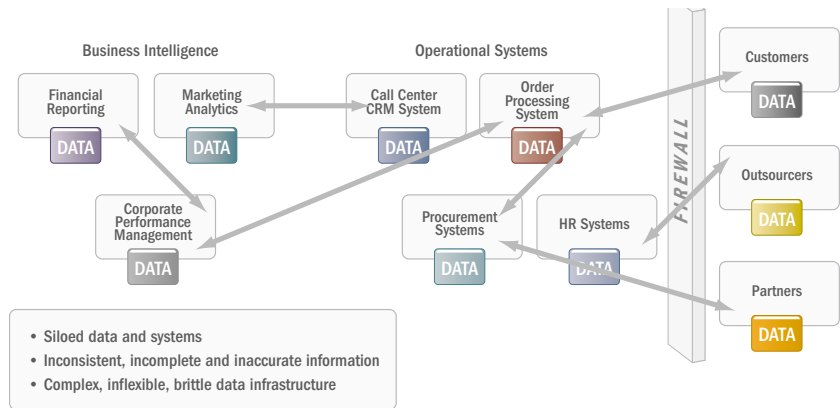 Business Intelligence
Operational Systems
Financial
Reporting
DATA
Marketing
Analytics
DATA
Call Center
CRM System
DATA
Order
Processing
System
DATA
FIREWALL
Customers
DATA
Corporate
Performance
Management
DATA
Procurement
Systems
DATA
HR Systems
DATA
Outsourcers
DATA
Partners
DATA
• Siloed data and systems
• Inconsistent, incomplete and inaccurate information
• Complex, inflexible, brittle data infrastructure